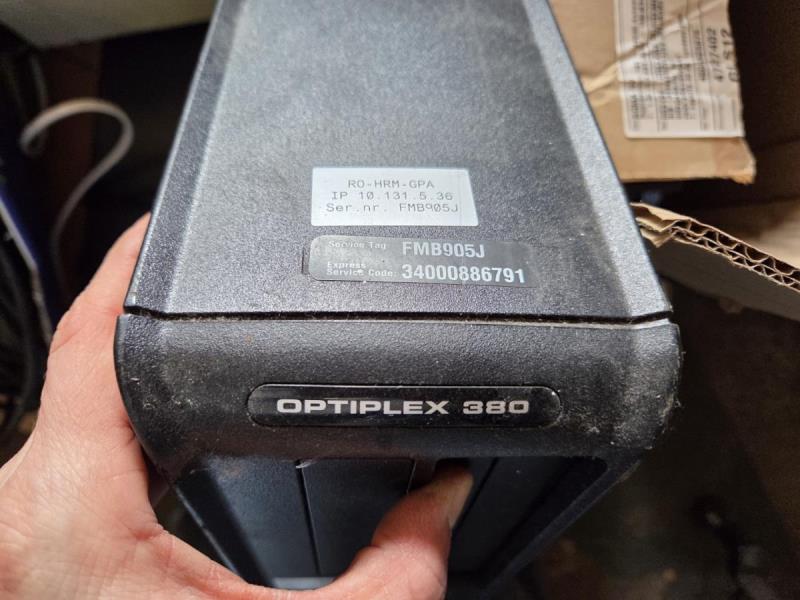 RO-HRM-GPA
IP 10.131.5.36
Ser.nr. FMB905J
Service Tag: FMB905J
Express
Service Code: 34000886791
OPTIPLEX 380